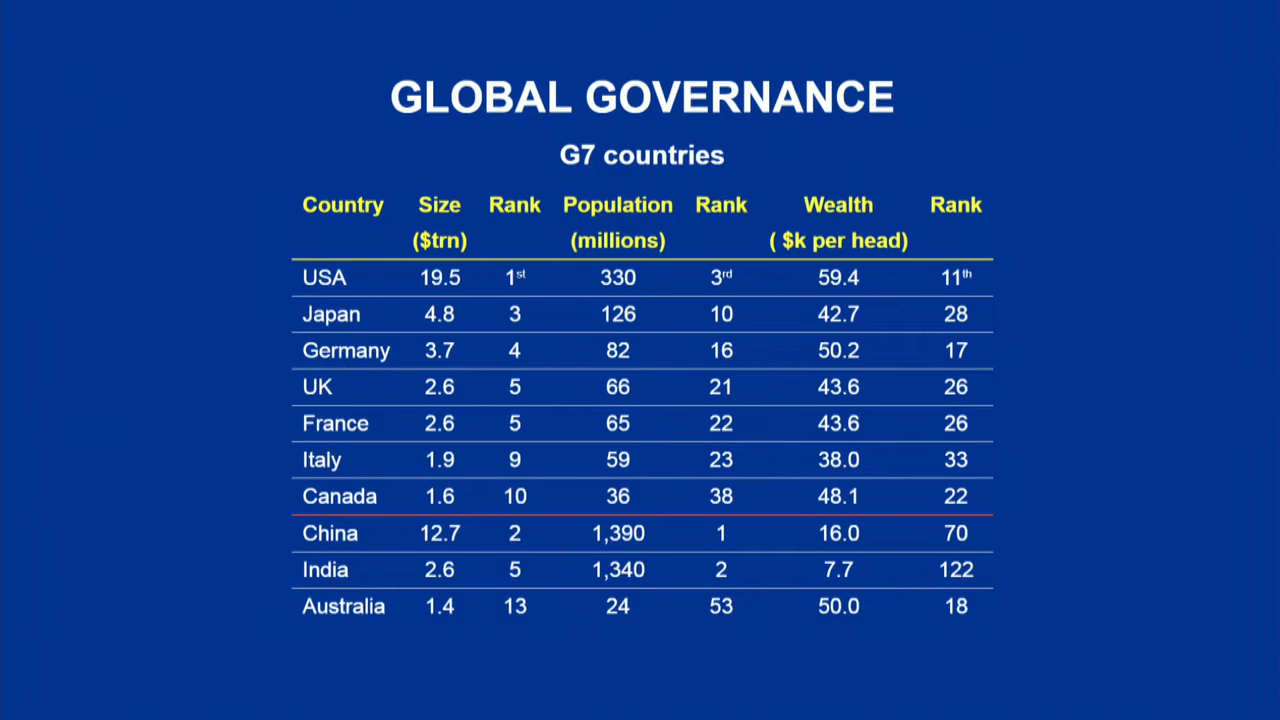 GLOBAL GOVERNANCE
G7 countries
Country Size Rank Population Rank Wealth Rank
($trn) (millions) ( $k per head)
USA 19.5 1st 330 3rd 59.4 11th
Japan 4.8 3 126 10 42.7 28
Germany 3.7 4 82 16 50.2 17
UK 2.6 5 66 21 43.6 26
France 2.6 5 65 22 43.6 26
Italy 1.9 9 59 23 38.0 33
Canada 1.6 10 36 38 48.1 22
China 12.7 2 1,390 1 16.0 70
India 2.6 5 1,340 2 7.7 122
Australia 1.4 13 24 53 50.0 18